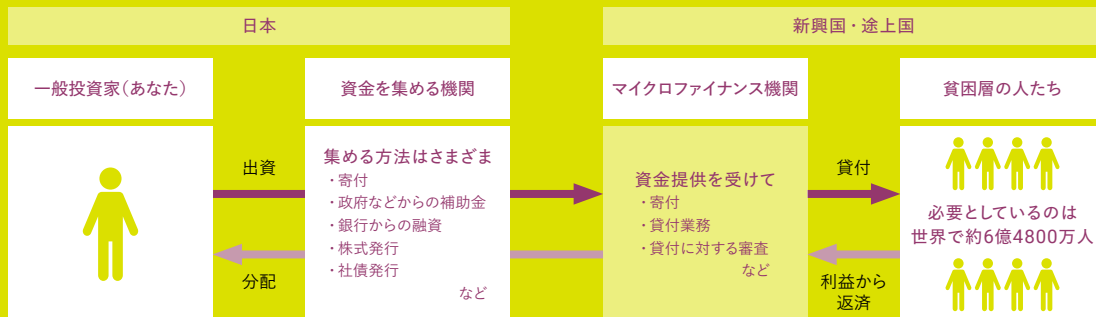 日本
新興国・途上国
一般投資家(あなた)
資金を集める機関
マイクロファイナンス機関
貧困層の人たち
出資
分配
集める方法はさまざま
・寄付
・政府などからの補助金
・銀行からの融資
・株式発行
・社債発行
など
資金提供を受けて
・寄付
・貸付業務
・貸付に対する審査
など
貸付
利益から
返済
必要としているのは
世界で約6億4800万人